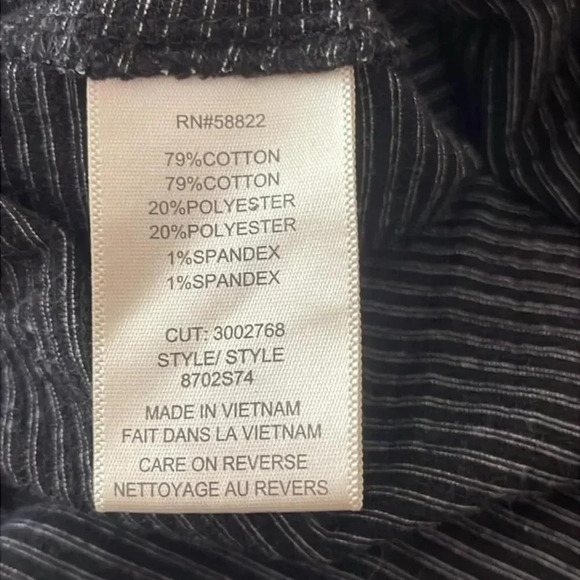 RN#58822
79%COTTON
79%COTTON
20%POLYESTER
20%POLYESTER
1%SPANDEX
1%SPANDEX
CUT: 3002768
STYLE/ STYLE
8702S74
MADE IN VIETNAM
FAIT DANS LA VIETNAM
CARE ON REVERSE
NETTOYAGE AU REVERS